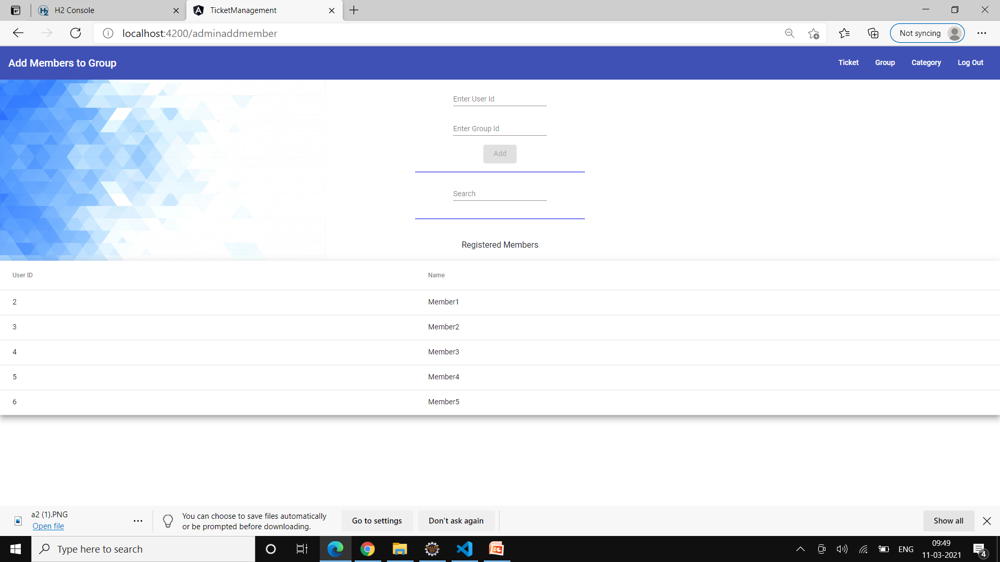 H2 Console
TicketManagement
localhost:4200/adminaddmember
Not syncing
Add Members to Group
Ticket
Group
Category
Log Out
Enter User Id
Enter Group Id
Add
Search
Registered Members
User ID Name
2 Member1
3 Member2
4 Member3
5 Member4
6 Member5
a2 (1).PNG
Open file
You can choose to save files automatically
or be prompted before downloading.
Go to settings
Don't ask again
Show all
Type here to search
ENG
09:49
11-03-2021
4